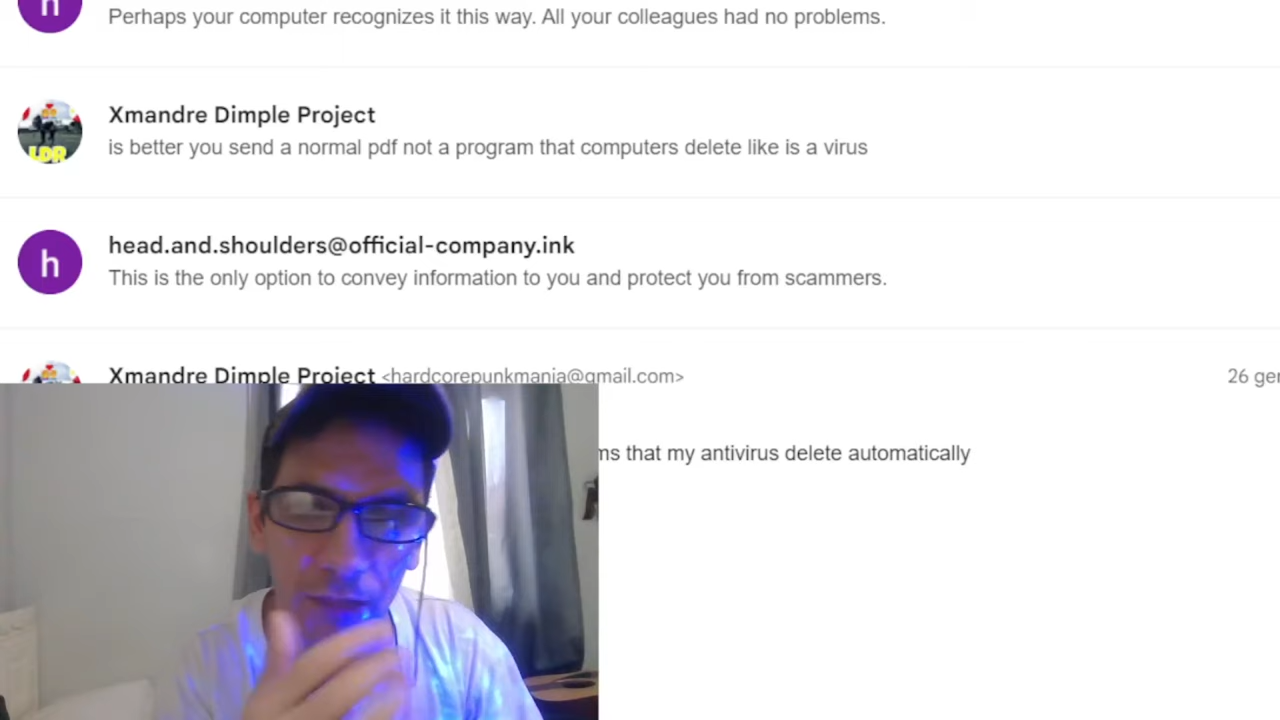 h
Perhaps your computer recognizes it this way. All your colleagues had no problems.
Xmandre Dimple Project
is better you send a normal pdf not a program that computers delete like is a virus
LDR
h
head.and.shoulders@official-company.ink
This is the only option to convey information to you and protect you from scammers.
Xmandre Dimple Project <hardcorepunkmania@gmail.com>
26 gen
ms that my antivirus delete automatically